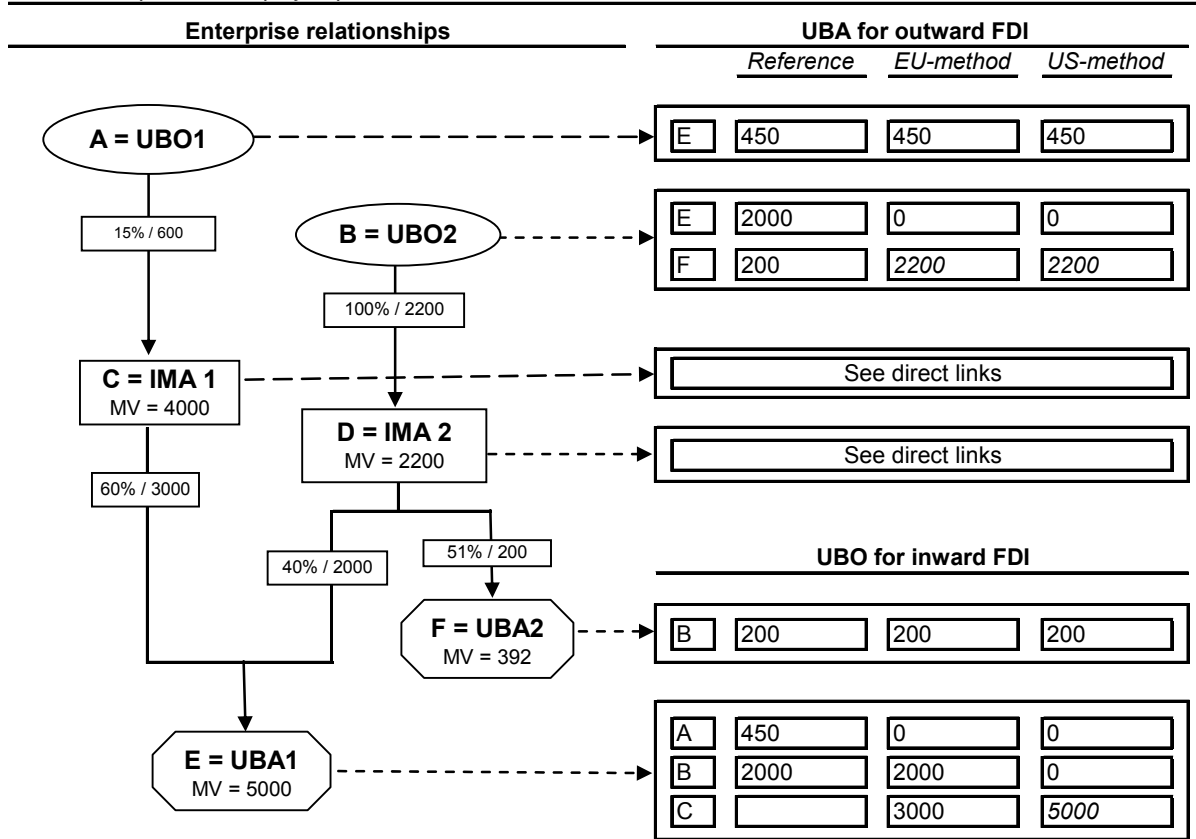 Enterprise relationships
UBA for outward FDI
Reference EU-method US-method
A = UBO1
E 450 450 450
15% / 600
B = UBO2
E 2000 0 0
F 200 2200 2200
100% / 2200
C = IMA 1
MV = 4000
See direct links
D = IMA 2
MV = 2200
See direct links
60% / 3000
40% / 2000
51% / 200
UBO for inward FDI
F = UBA2
MV = 392
B 200 200 200
E = UBA1
MV = 5000
A 450 0 0
B 2000 2000 0
C 3000 5000